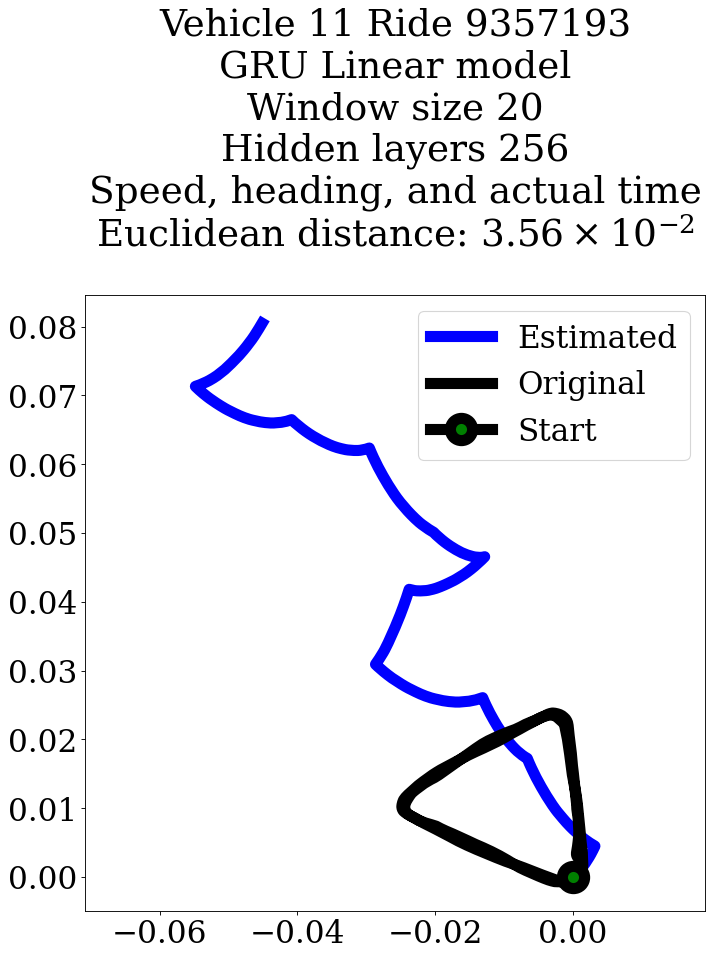 Vehicle 11 Ride 9357193
GRU Linear model
Window size 20
Hidden layers 256
Speed, heading, and actual time
Euclidean distance: 3.56 × 10⁻²
Estimated
Original
Start
0.08
0.07
0.06
0.05
0.04
0.03
0.02
0.01
0.00
−0.06 −0.04 −0.02 0.00